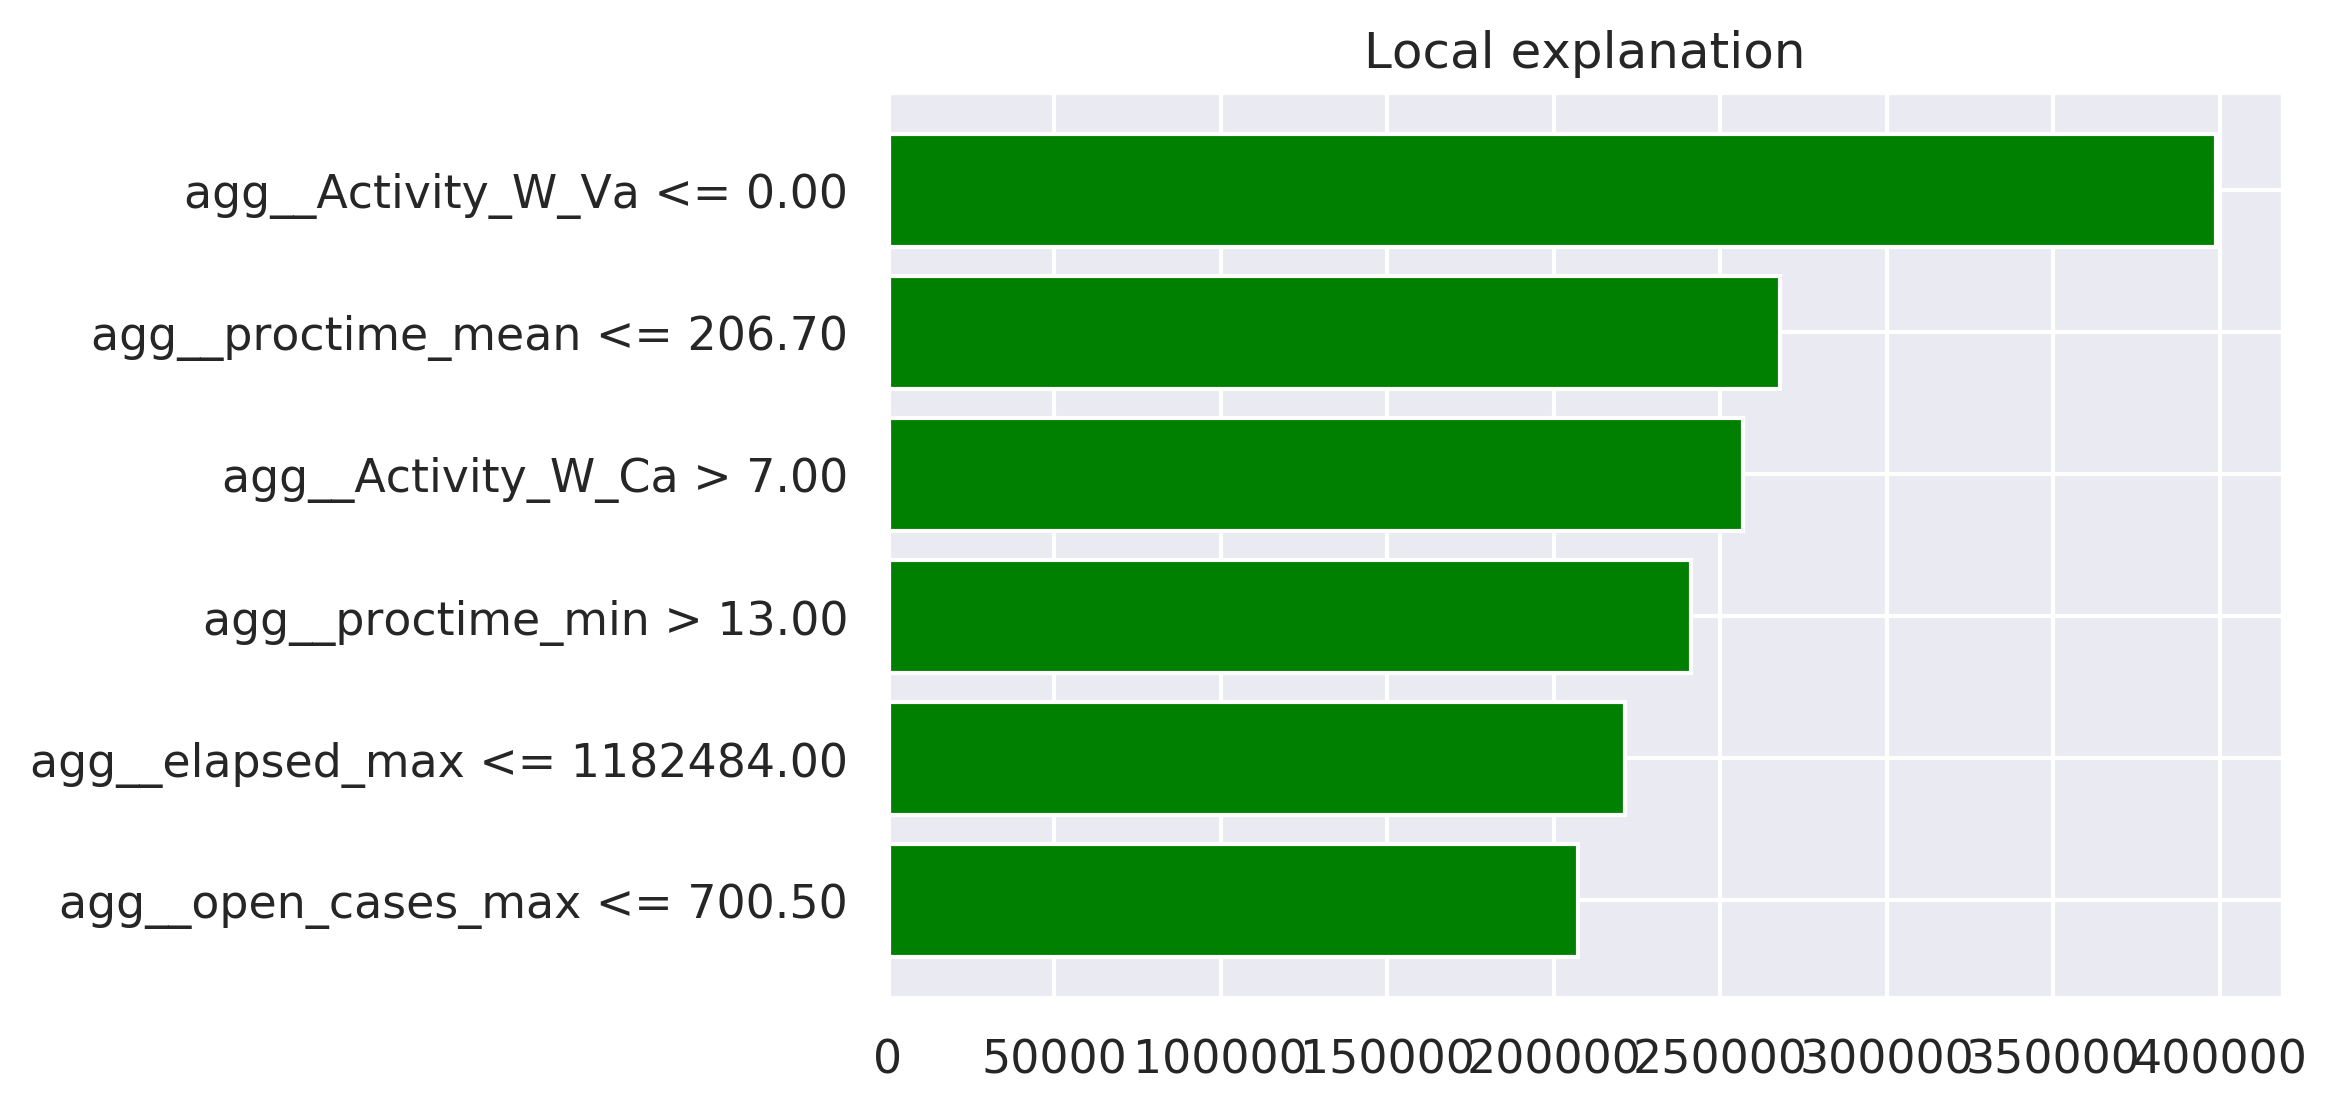 Local explanation
agg__Activity_W_Va <= 0.00
agg__proctime_mean <= 206.70
agg__Activity_W_Ca > 7.00
agg__proctime_min > 13.00
agg__elapsed_max <= 1182484.00
agg__open_cases_max <= 700.50
0 50000 100000 150000 200000 250000 300000 350000 400000